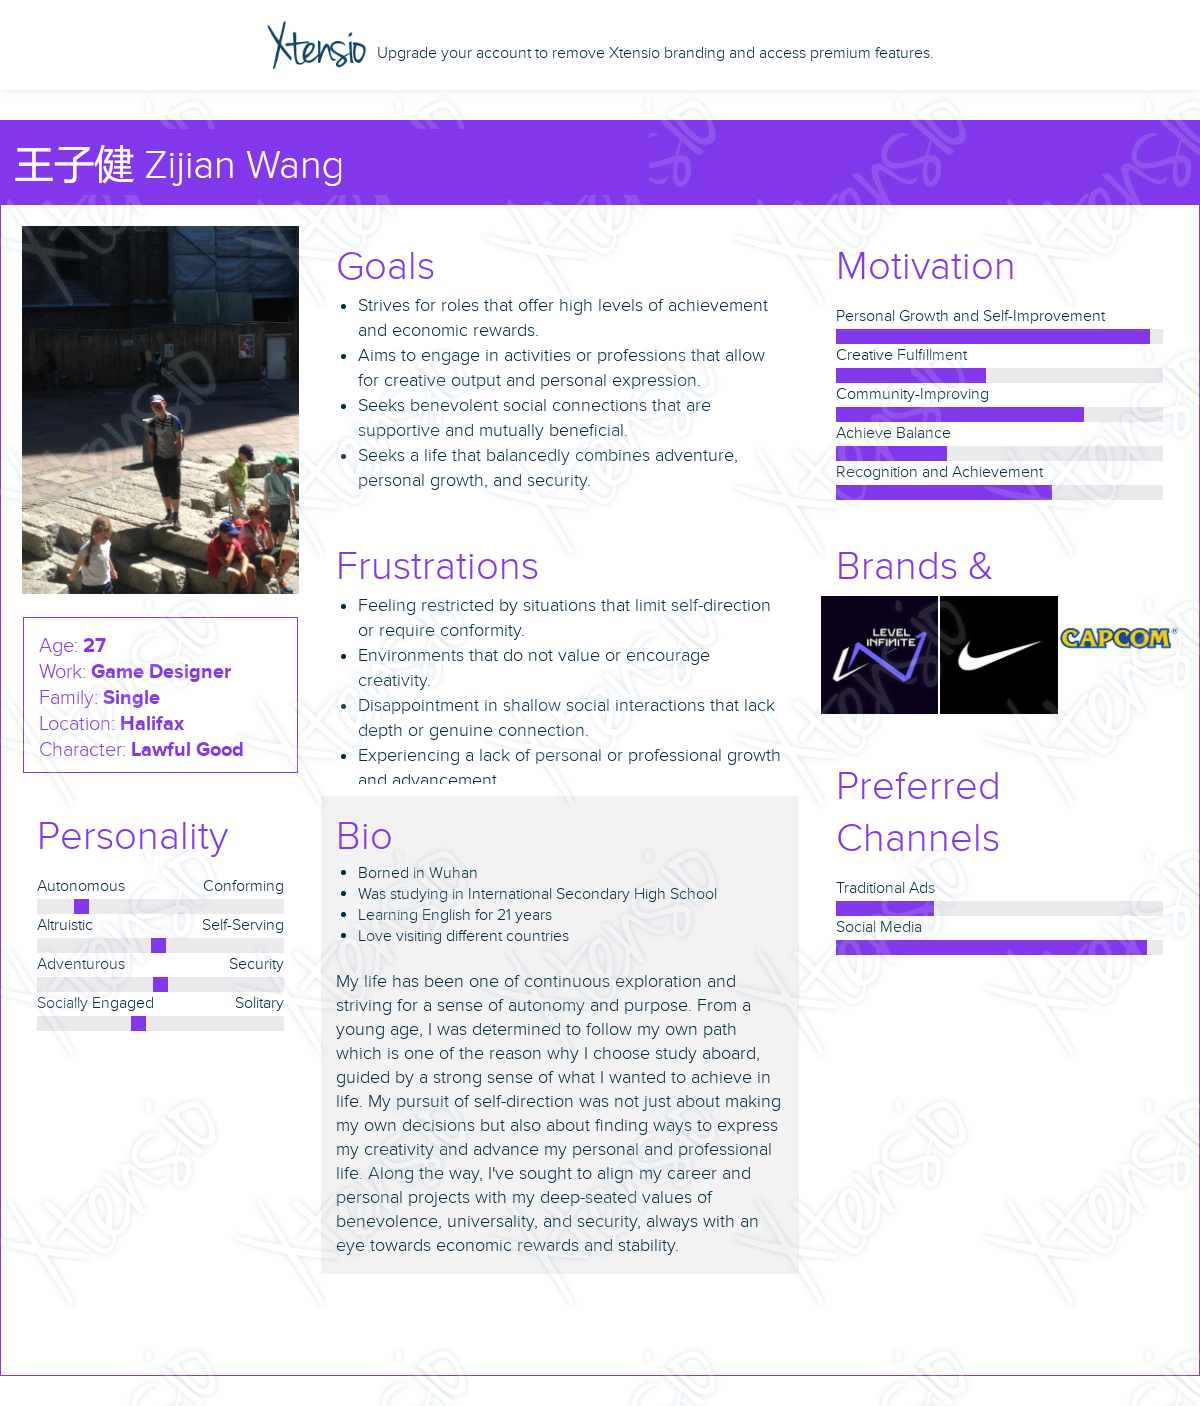 Xtensio Upgrade your account to remove Xtensio branding and access premium features.
王子健 Zijian Wang
Age: 27
Work: Game Designer
Family: Single
Location: Halifax
Character: Lawful Good
Personality
Autonomous Conforming
Altruistic Self-Serving
Adventurous Security
Socially Engaged Solitary
Goals
• Strives for roles that offer high levels of achievement
and economic rewards.
• Aims to engage in activities or professions that allow
for creative output and personal expression.
• Seeks benevolent social connections that are
supportive and mutually beneficial.
• Seeks a life that balancedly combines adventure,
personal growth, and security.
Frustrations
• Feeling restricted by situations that limit self-direction
or require conformity.
• Environments that do not value or encourage
creativity.
• Disappointment in shallow social interactions that lack
depth or genuine connection.
• Experiencing a lack of personal or professional growth
and advancement
Bio
• Borned in Wuhan
• Was studying in International Secondary High School
• Learning English for 21 years
• Love visiting different countries
My life has been one of continuous exploration and
striving for a sense of autonomy and purpose. From a
young age, I was determined to follow my own path
which is one of the reason why I choose study aboard,
guided by a strong sense of what I wanted to achieve in
life. My pursuit of self-direction was not just about making
my own decisions but also about finding ways to express
my creativity and advance my personal and professional
life. Along the way, I've sought to align my career and
personal projects with my deep-seated values of
benevolence, universality, and security, always with an
eye towards economic rewards and stability.
Motivation
Personal Growth and Self-Improvement
Creative Fulfillment
Community-Improving
Achieve Balance
Recognition and Achievement
Brands &
LEVEL
INFINITE
CAPCOM®
Preferred
Channels
Traditional Ads
Social Media